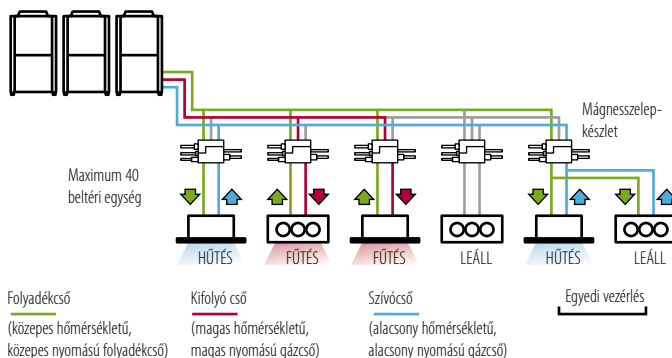 Mágnesszelep-
készlet
Maximum 40
beltéri egység
HŰTÉS
FŰTÉS
FŰTÉS
LEÁLL
HŰTÉS
LEÁLL
Folyadékcső
(közepes hőmérsékletű,
közepes nyomású folyadékcső)
Kifolyó cső
(magas hőmérsékletű,
magas nyomású gázcső)
Szívócső
(alacsony hőmérsékletű,
alacsony nyomású gázcső)
Egyedi vezérlés